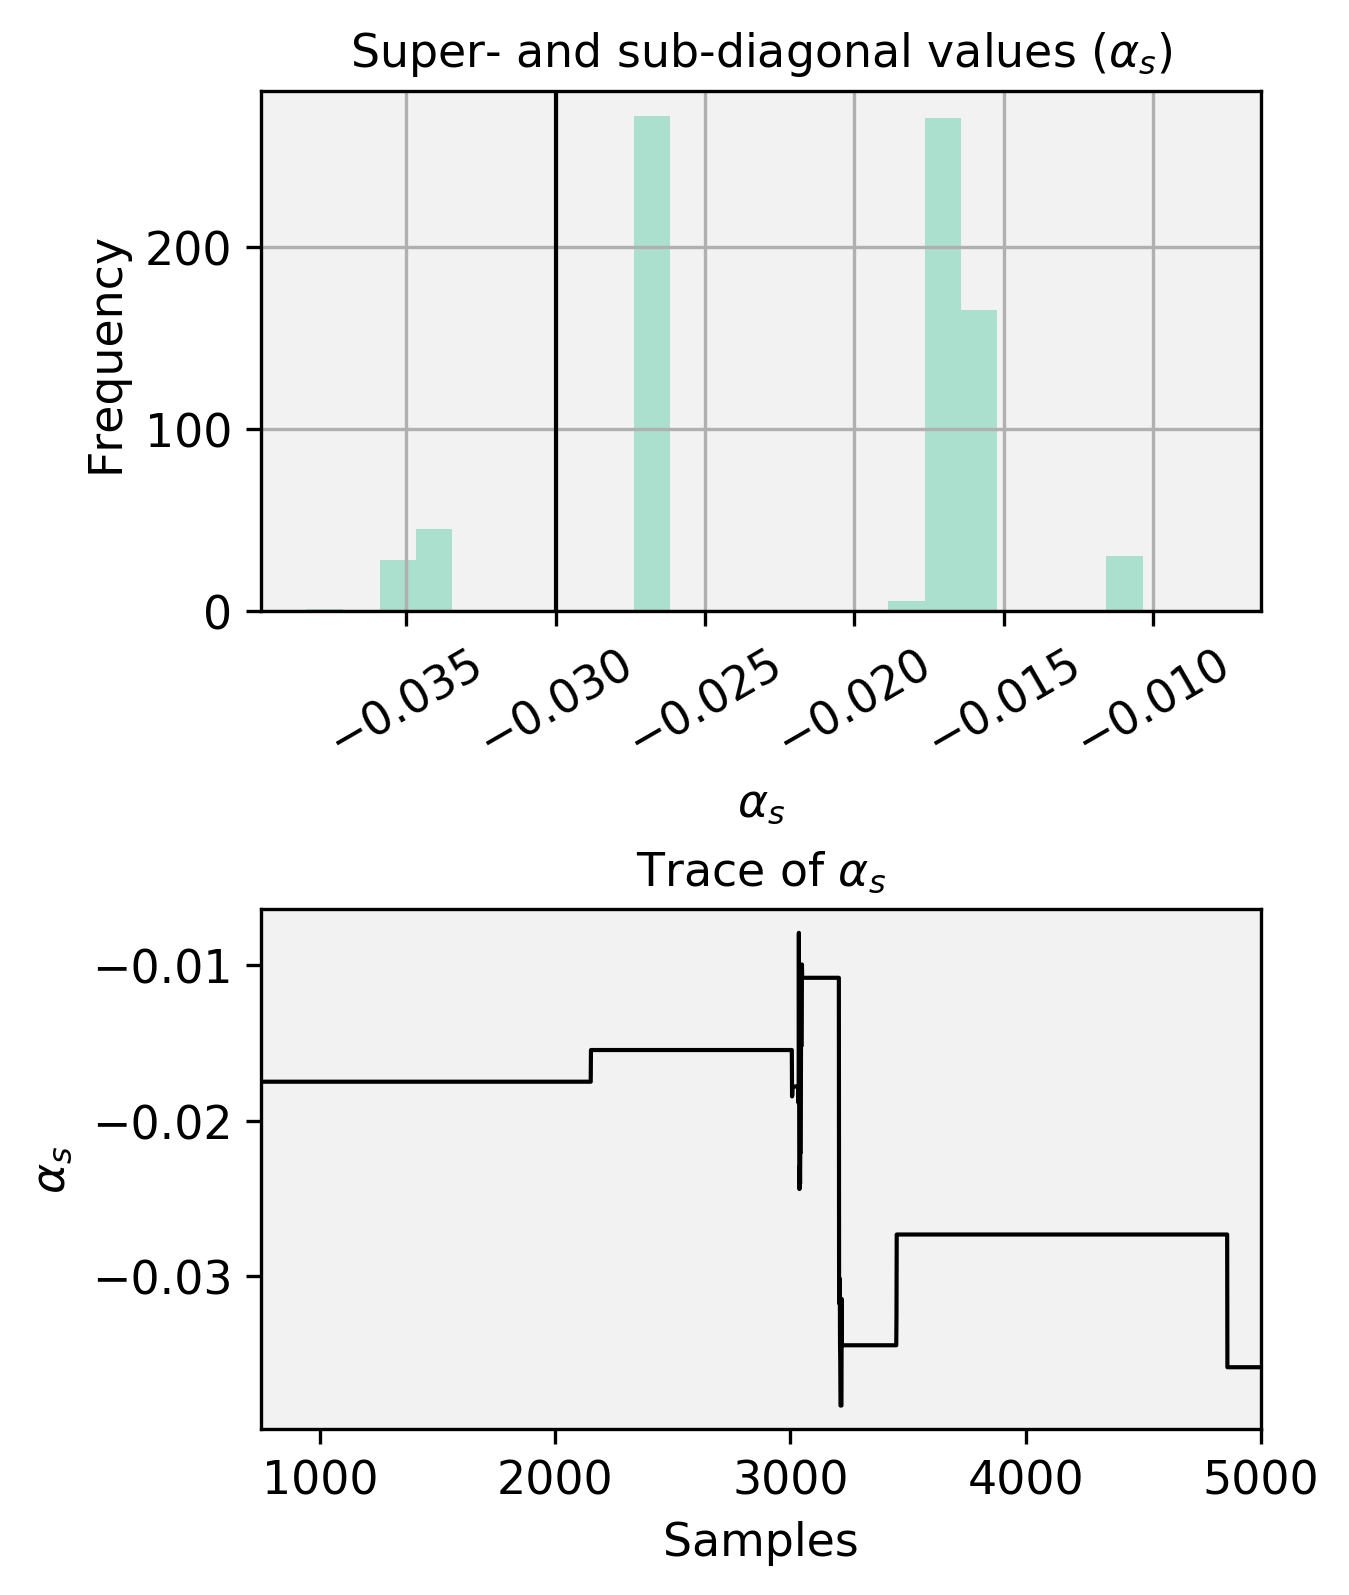 Super- and sub-diagonal values (αₛ)
Frequency
200
100
0
−0.035 −0.030 −0.025 −0.020 −0.015 −0.010
αₛ
Trace of αₛ
αₛ
−0.01
−0.02
−0.03
1000 2000 3000 4000 5000
Samples